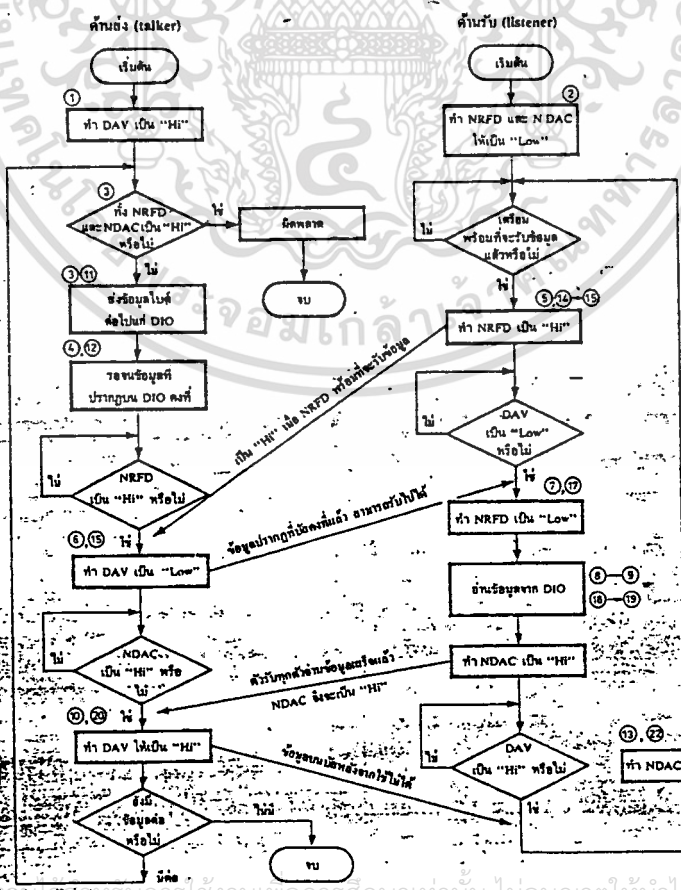 ด้านส่ง (talker)
เริ่มต้น
①
ทำ DAV เป็น "Hi"
③
ทั้ง NRFD
และ NDAC เป็น "Hi"
หรือไม่
ใช่
ผิดพลาด
จบ
ไม่
③,⑪
ส่งข้อมูลไบต์
ต่อไปแก่ DIO
④,⑫
รอจนข้อมูลที่
ปรากฏบน DIO คงที่
NRFD
เป็น "Hi" หรือไม่
ไม่
ใช่
⑥,⑮
ทำ DAV เป็น "Low"
NDAC
เป็น "Hi" หรือ
ไม่
ไม่
ใช่
⑩,⑳
ทำ DAV ให้เป็น "Hi"
ยังมี
ข้อมูลต่อ
หรือไม่
ไม่มี
จบ
มีต่อ
ด้านรับ (listener)
เริ่มต้น
②
ทำ NRFD และ NDAC
ให้เป็น "Low"
เตรียม
พร้อมที่จะรับข้อมูล
แล้วหรือไม่
ไม่
ใช่
⑤,⑭→⑮
ทำ NRFD เป็น "Hi"
เป็น "Hi" เมื่อ NRFD พร้อมที่จะรับข้อมูล
DAV
เป็น "Low"
หรือไม่
ไม่
ใช่
⑦,⑰
ทำ NRFD เป็น "Low"
ข้อมูลปรากฏที่บัสคงที่แล้ว สามารถรับไปได้
อ่านข้อมูลจาก DIO
⑧—⑨
⑱→⑲
ทำ NDAC เป็น "Hi"
ตัวรับทุกตัวอ่านข้อมูลเสร็จแล้ว
NDAC จึงจะเป็น "Hi"
DAV
เป็น "Hi" หรือไม่
ไม่
ใช่
ข้อมูลบนบัสหลังจากนี้ใช้ไม่ได้
⑬,㉒
ทำ NDAC